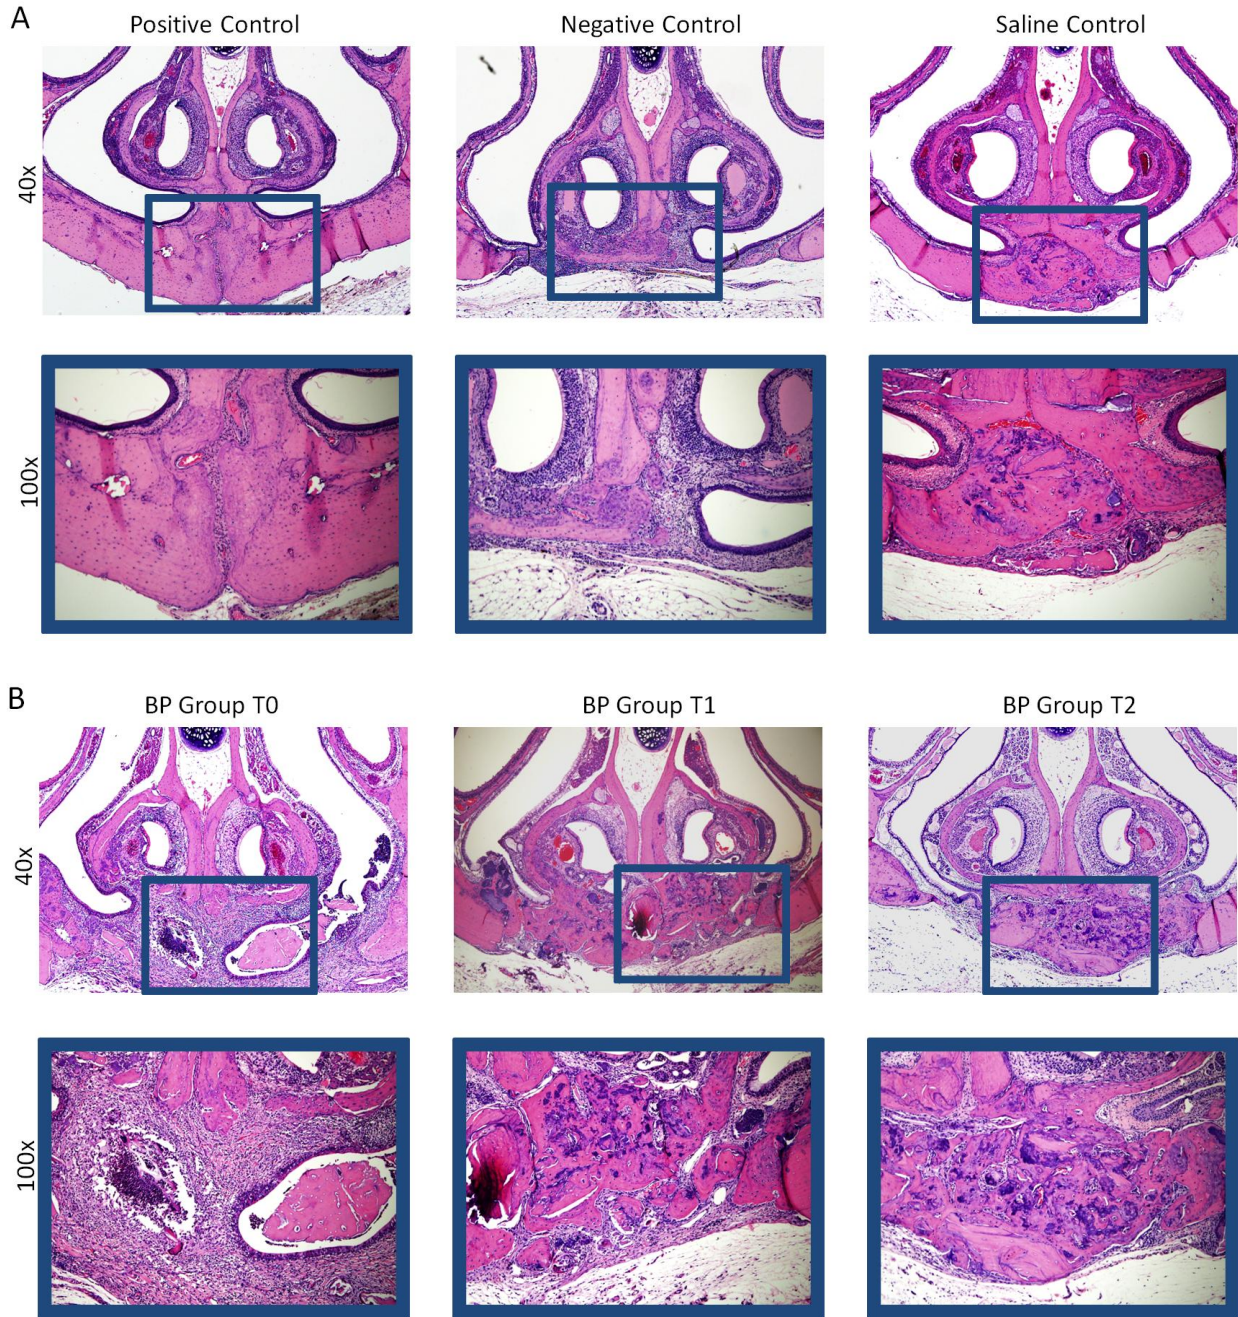 A
Positive Control
Negative Control
Saline Control
40x
100x
B
BP Group T0
BP Group T1
BP Group T2
40x
100x